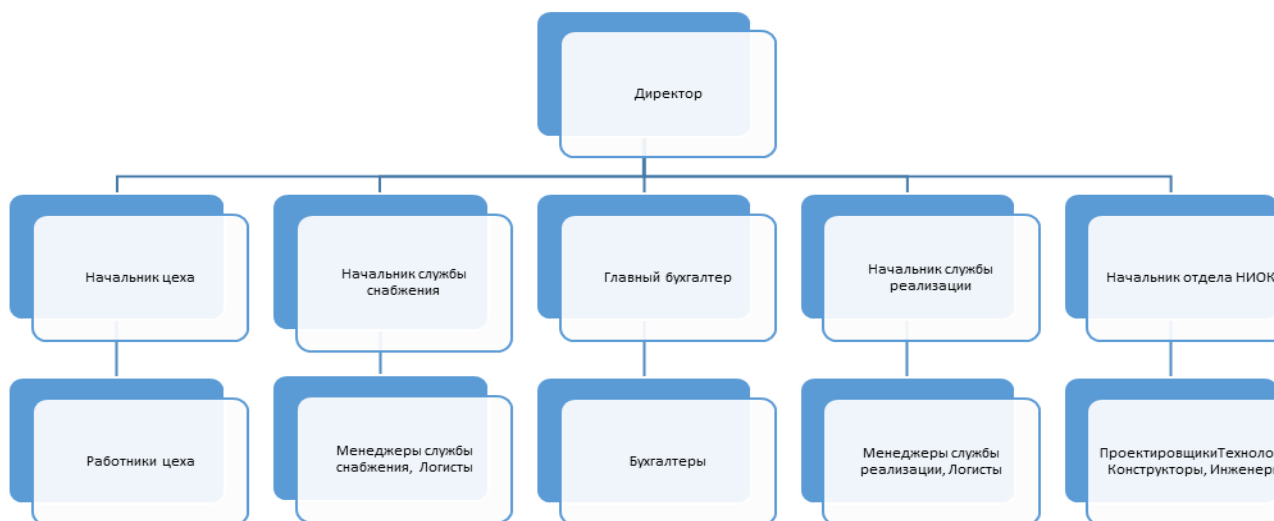 Директор
Начальник цеха
Начальник службы
снабжения
Главный бухгалтер
Начальник службы
реализации
Начальник отдела НИОК
Работники цеха
Менеджеры службы
снабжения, Логисты
Бухгалтеры
Менеджеры службы
реализации, Логисты
ПроектировщикиТехноло
Конструкторы, Инженер